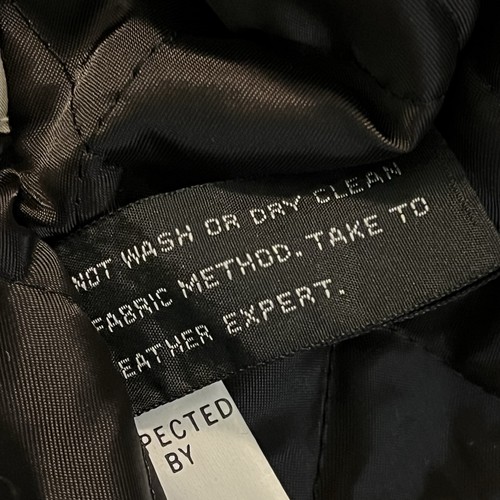 NOT WASH OR DRY CLEAN
FABRIC METHOD. TAKE TO
EATHER EXPERT.
PECTED
BY